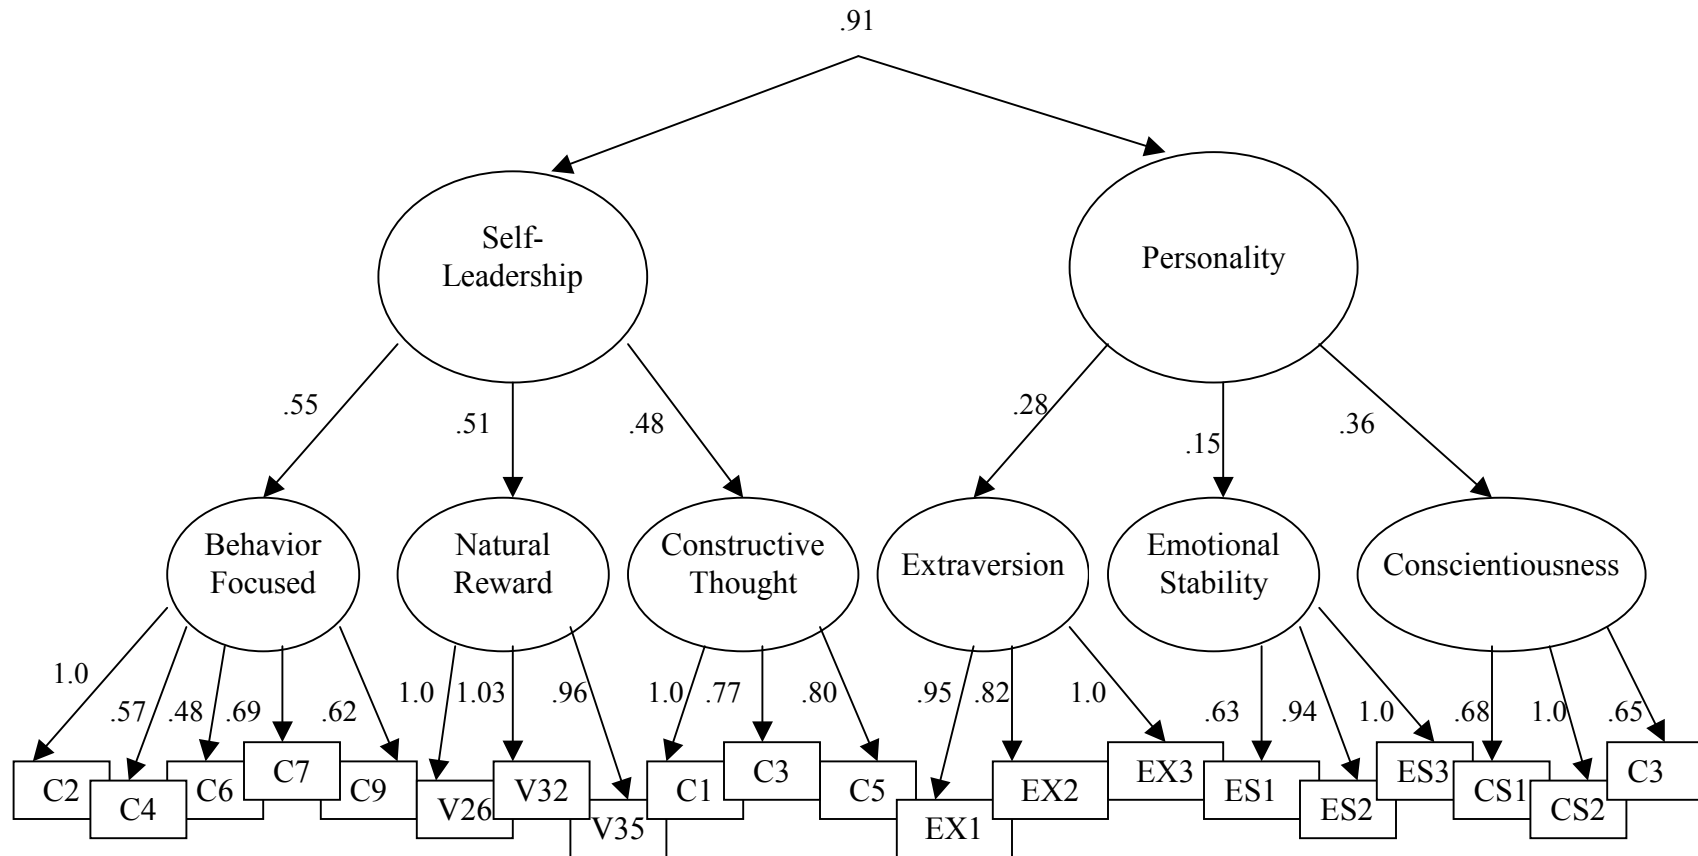 .91
Self-
Leadership
Personality
.55
.51
.48
.28
.15
.36
Behavior
Focused
Natural
Reward
Constructive
Thought
Extraversion
Emotional
Stability
Conscientiousness
1.0
.57
.48
.69
.62
1.0
1.03
.96
1.0
.77
.80
.95
.82
1.0
.63
.94
1.0
.68
1.0
.65
C2
C4
C6
C7
C9
V26
V32
V35
C1
C3
C5
EX1
EX2
EX3
ES1
ES2
ES3
CS1
CS2
C3